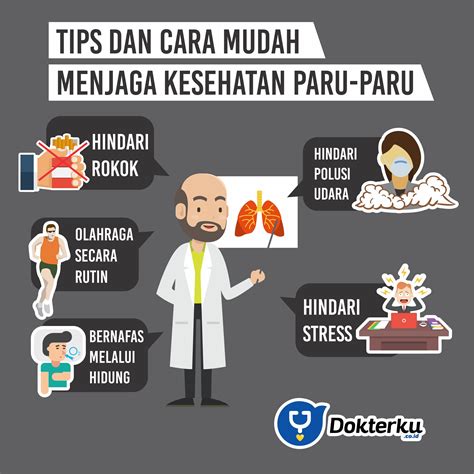 TIPS DAN CARA MUDAH
MENJAGA KESEHATAN PARU-PARU
HINDARI
ROKOK
HINDARI
POLUSI
UDARA
OLAHRAGA
SECARA
RUTIN
HINDARI
STRESS
BERNAFAS
MELALUI
HIDUNG
Dokterku
.co.id